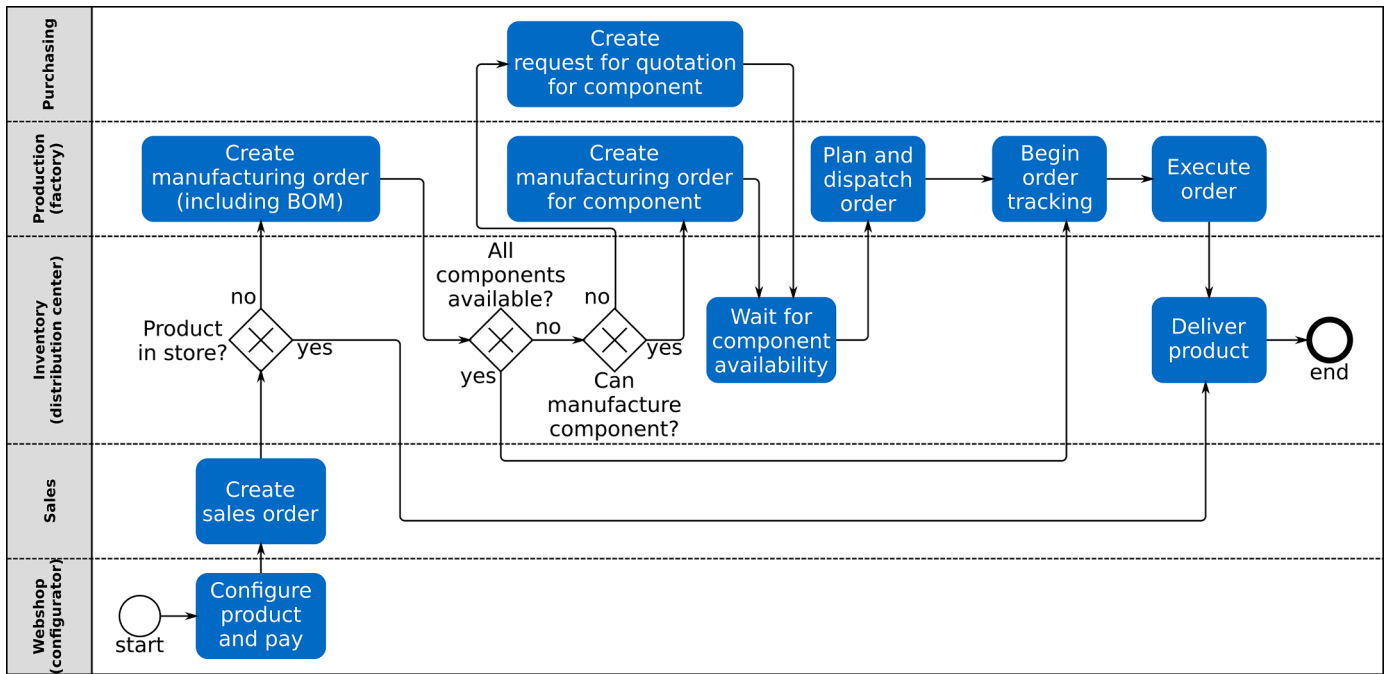 Purchasing
Create
request for quotation
for component
Production
(factory)
Create
manufacturing order
(including BOM)
Create
manufacturing order
for component
Plan and
dispatch
order
Begin
order
tracking
Execute
order
Inventory
(distribution center)
All
components
available?
no
no
Product
in store?
yes
no
yes
yes
Can
manufacture
component?
Wait for
component
availability
Deliver
product
end
Sales
Create
sales order
Webshop
(configurator)
start
Configure
product
and pay